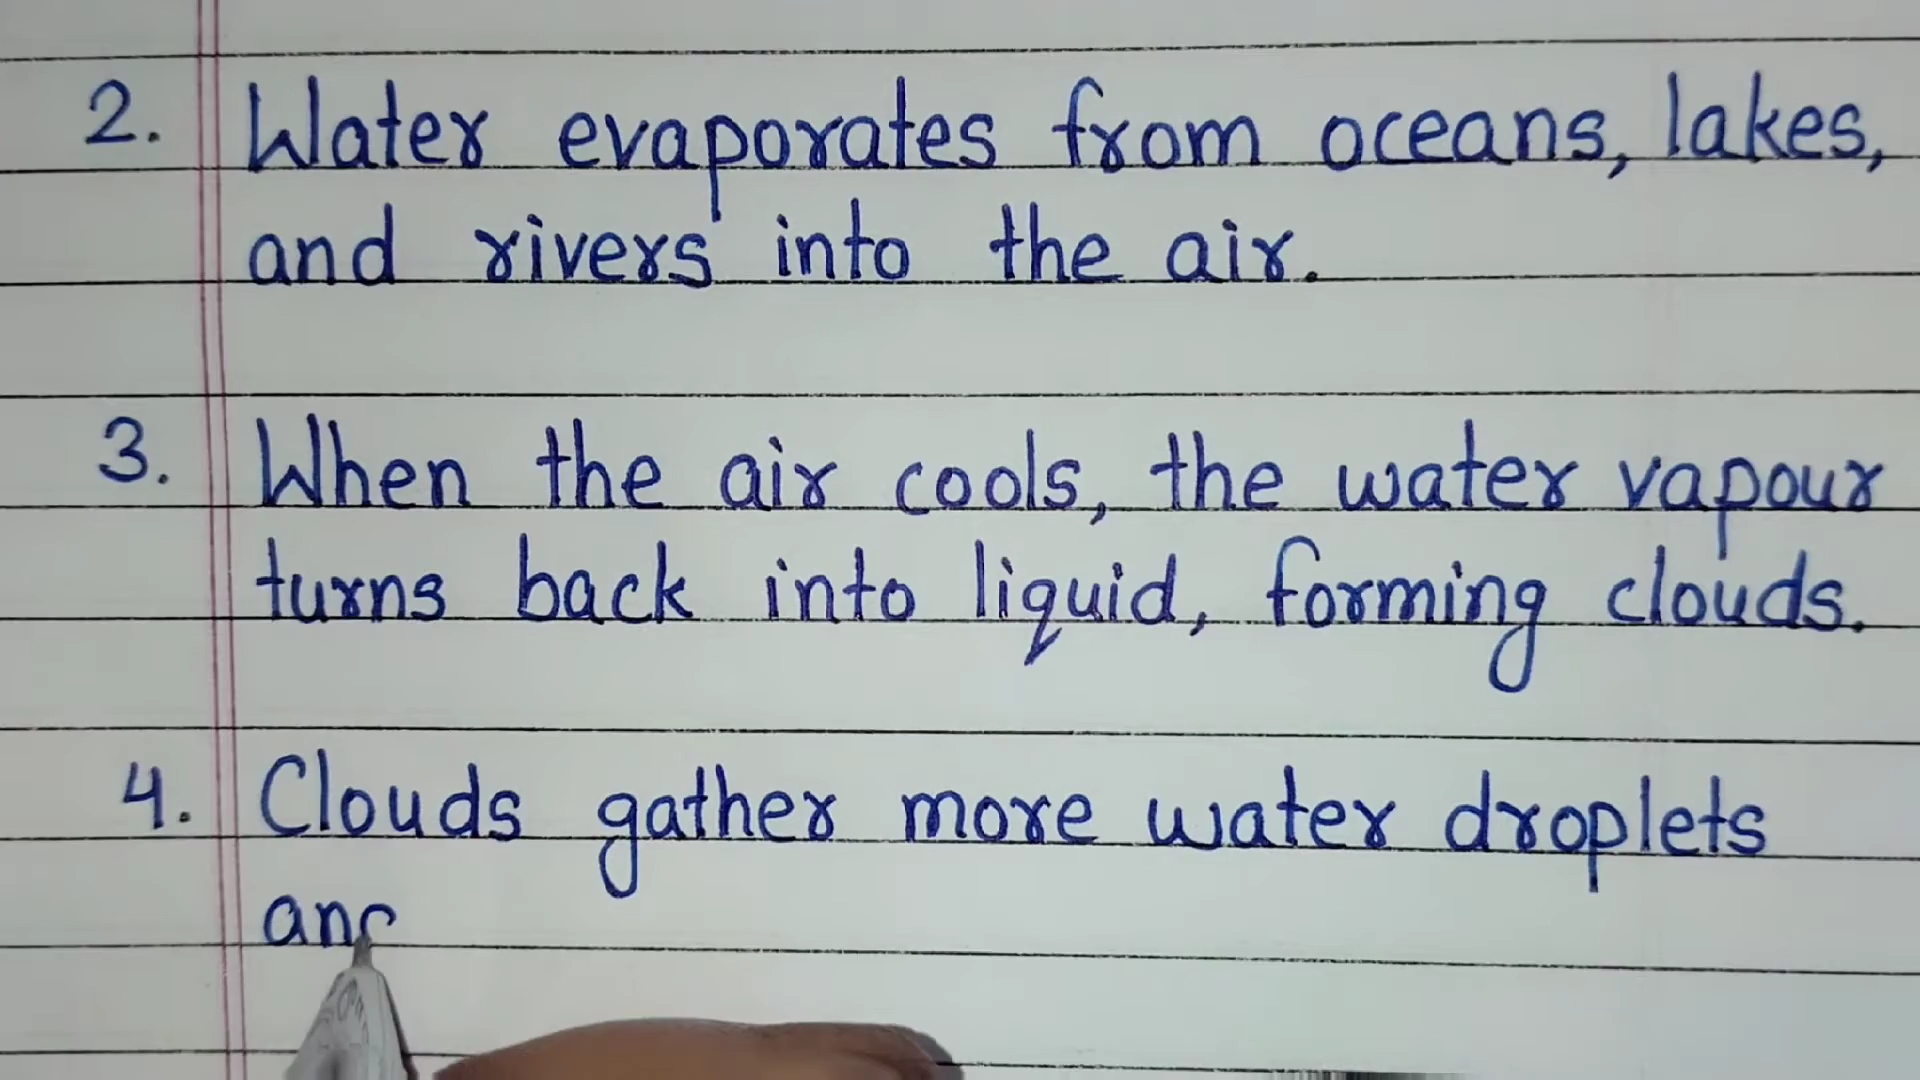 2. Water evaporates from oceans, lakes,
and rivers into the air.
3. When the air cools, the water vapour
turns back into liquid, forming clouds.
4. Clouds gather more water droplets